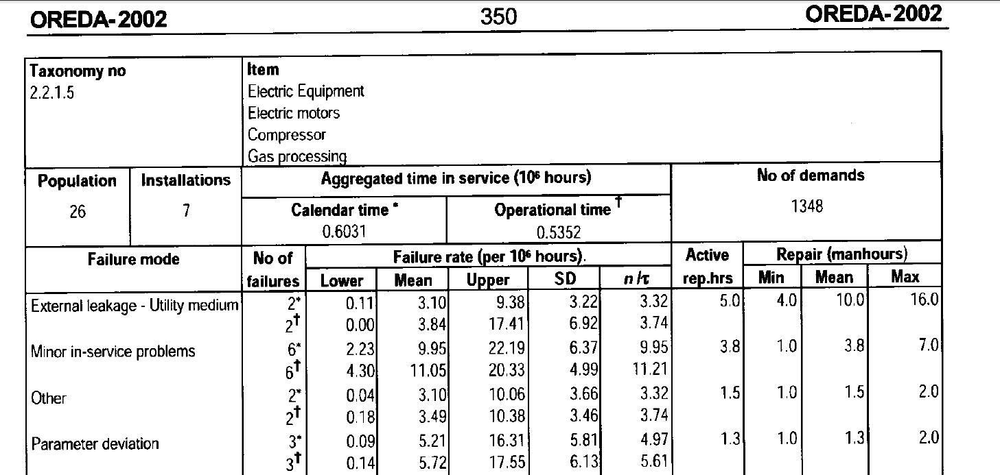 OREDA-2002 350 OREDA-2002
Taxonomy no Item
2.2.1.5 Electric Equipment
Electric motors
Compressor
Gas processing
Population Installations Aggregated time in service (10⁶ hours) No of demands
26 7 Calendar time * Operational time † 1348
0.6031 0.5352
Failure mode No of Failure rate (per 10⁶ hours). Active Repair (manhours)
failures Lower Mean Upper SD n/τ rep.hrs Min Mean Max
External leakage - Utility medium 2* 0.11 3.10 9.38 3.22 3.32 5.0 4.0 10.0 16.0
2† 0.00 3.84 17.41 6.92 3.74
Minor in-service problems 6* 2.23 9.95 22.19 6.37 9.95 3.8 1.0 3.8 7.0
6† 4.30 11.05 20.33 4.99 11.21
Other 2* 0.04 3.10 10.06 3.66 3.32 1.5 1.0 1.5 2.0
2† 0.18 3.49 10.38 3.46 3.74
Parameter deviation 3* 0.09 5.21 16.31 5.81 4.97 1.3 1.0 1.3 2.0
3† 0.14 5.72 17.55 6.13 5.61